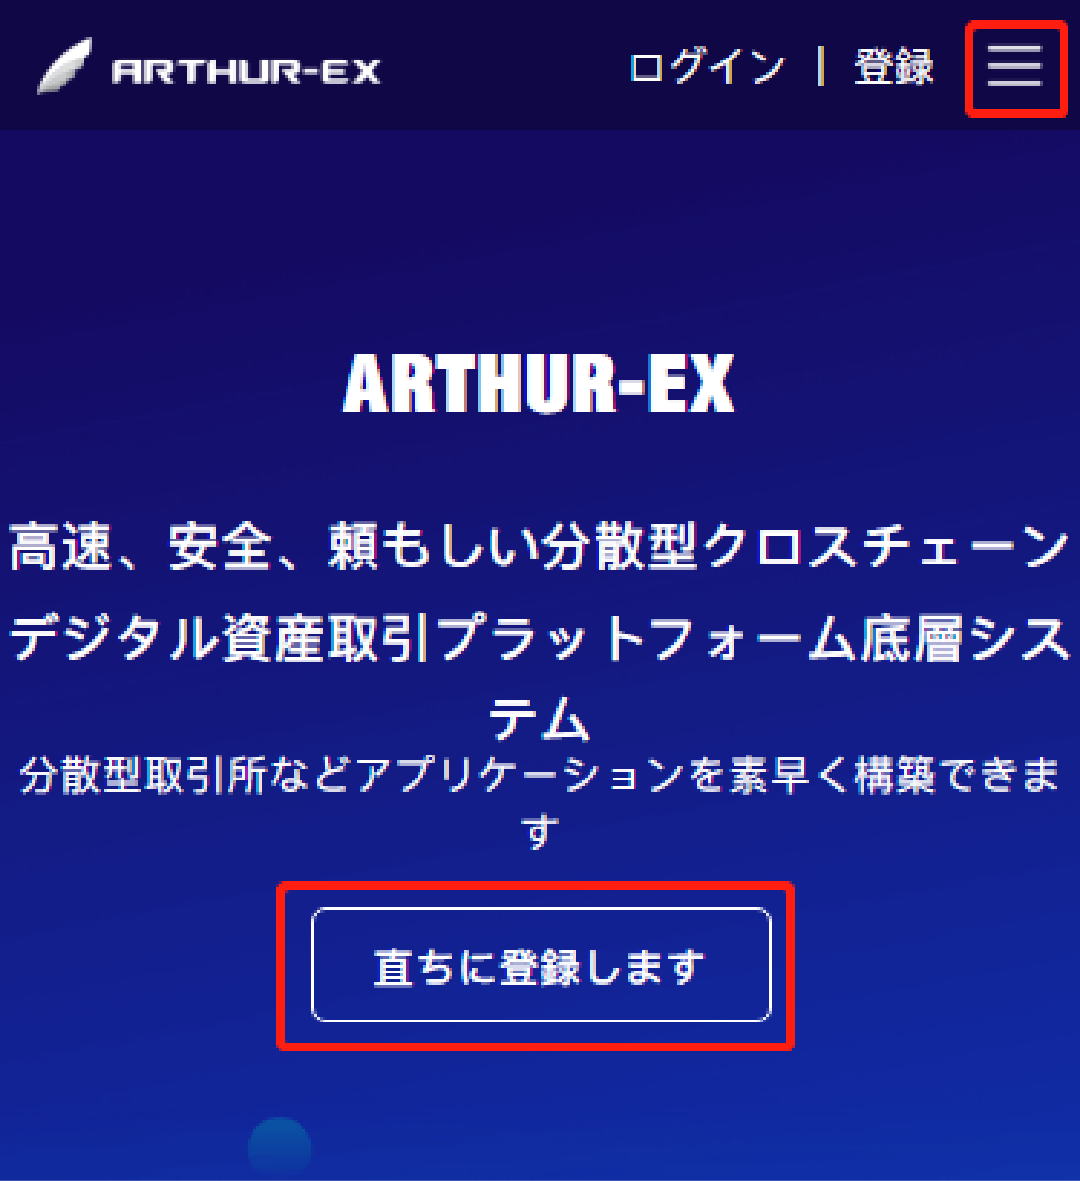 ARTHUR-EX
ログイン | 登録
ARTHUR-EX
高速、安全、頼もしい分散型クロスチェーン
デジタル資産取引プラットフォーム底層シス
テム
分散型取引所などアプリケーションを素早く構築できま
す
直ちに登録します